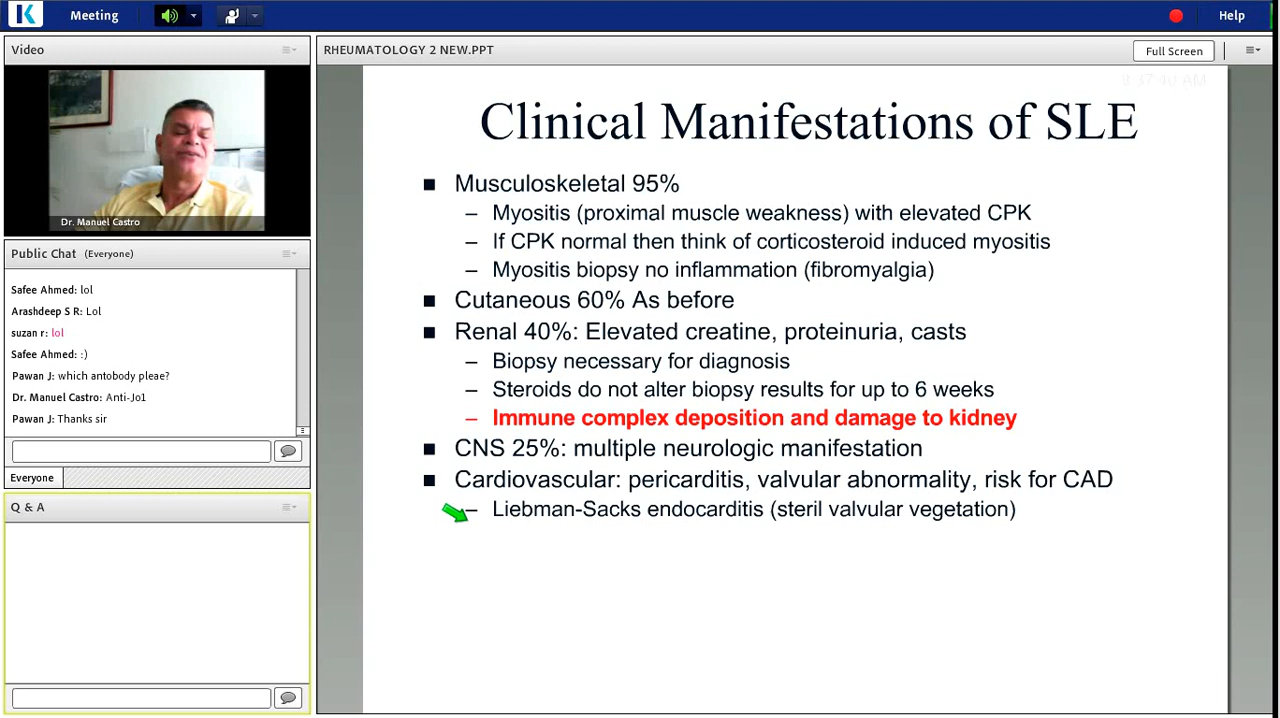 Meeting
Help
Video
Dr. Manuel Castro
Public Chat (Everyone)
Safee Ahmed: lol
Arashdeep S R: Lol
suzan r: lol
Safee Ahmed: :)
Pawan J: which antobody pleae?
Dr. Manuel Castro: Anti-Jo1
Pawan J: Thanks sir
Everyone
Q & A
RHEUMATOLOGY 2 NEW.PPT
Full Screen
Clinical Manifestations of SLE
■ Musculoskeletal 95%
– Myositis (proximal muscle weakness) with elevated CPK
– If CPK normal then think of corticosteroid induced myositis
– Myositis biopsy no inflammation (fibromyalgia)
■ Cutaneous 60% As before
■ Renal 40%: Elevated creatine, proteinuria, casts
– Biopsy necessary for diagnosis
– Steroids do not alter biopsy results for up to 6 weeks
– Immune complex deposition and damage to kidney
■ CNS 25%: multiple neurologic manifestation
■ Cardiovascular: pericarditis, valvular abnormality, risk for CAD
– Liebman-Sacks endocarditis (steril valvular vegetation)